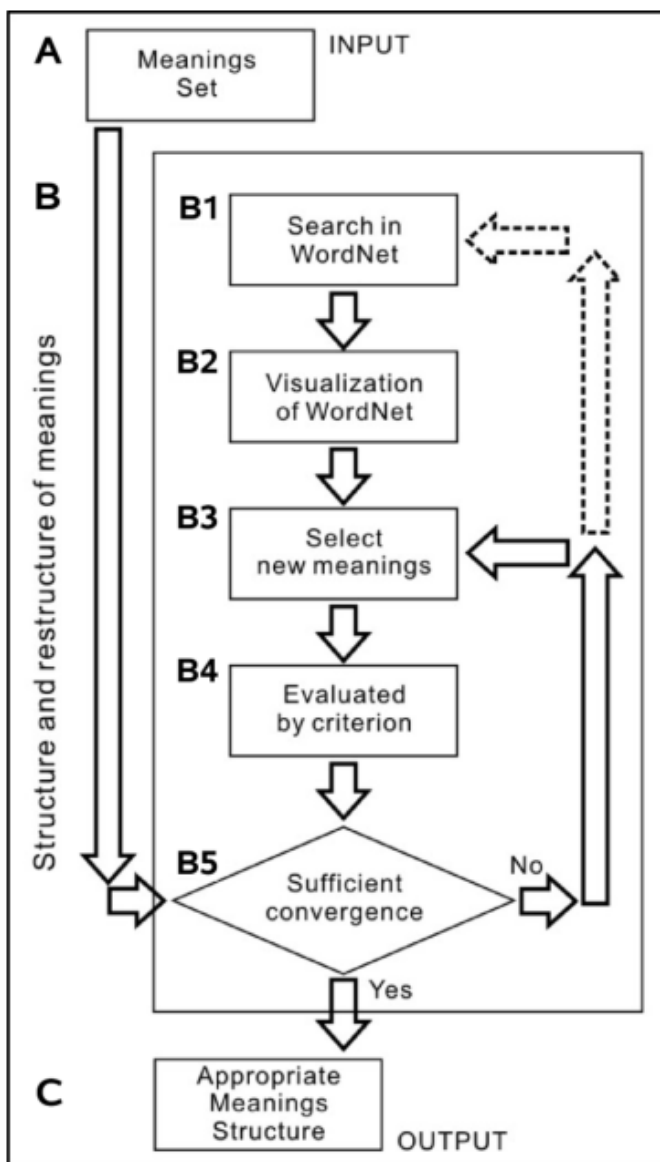 A
Meanings
Set
INPUT
B
Structure and restructure of meanings
B1
Search in
WordNet
B2
Visualization
of WordNet
B3
Select
new meanings
B4
Evaluated
by criterion
B5
Sufficient
convergence
No
Yes
C
Appropriate
Meanings
Structure
OUTPUT